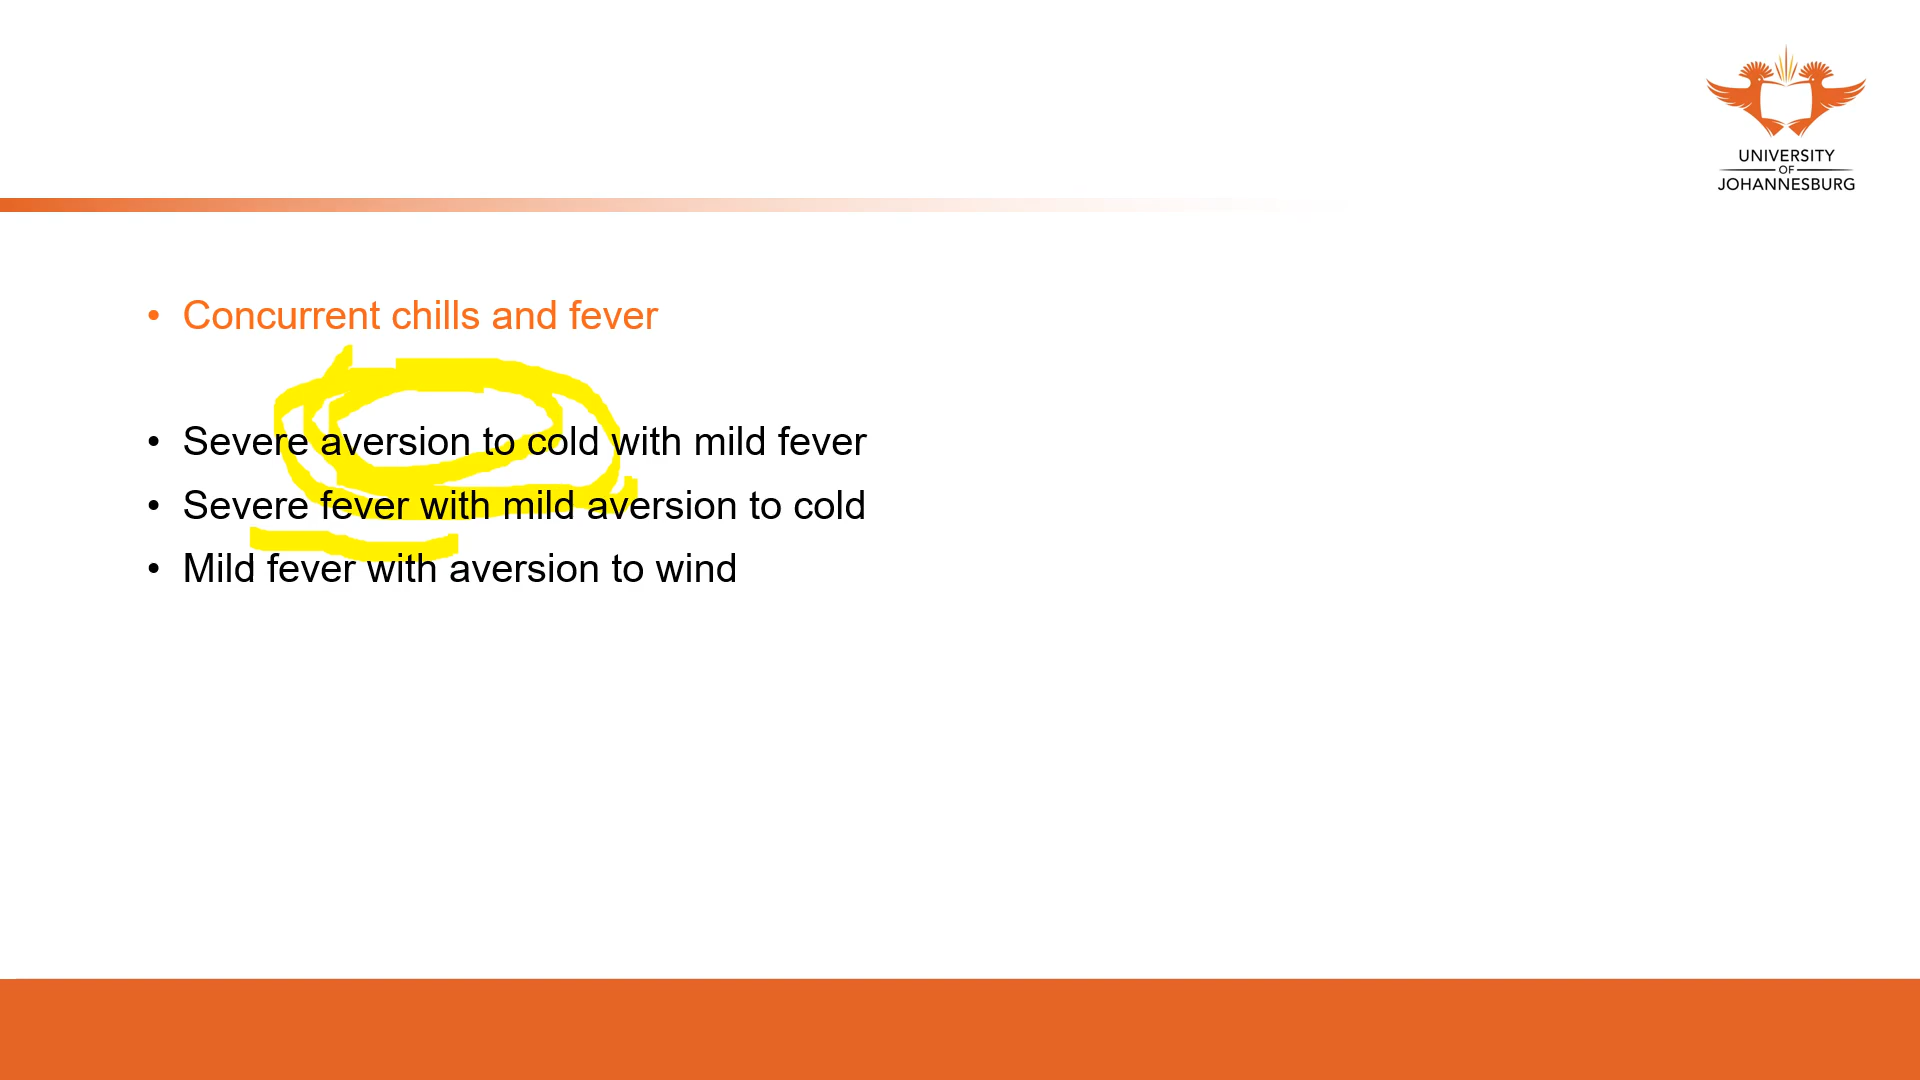 UNIVERSITY
OF
JOHANNESBURG
• Concurrent chills and fever
• Severe aversion to cold with mild fever
• Severe fever with mild aversion to cold
• Mild fever with aversion to wind